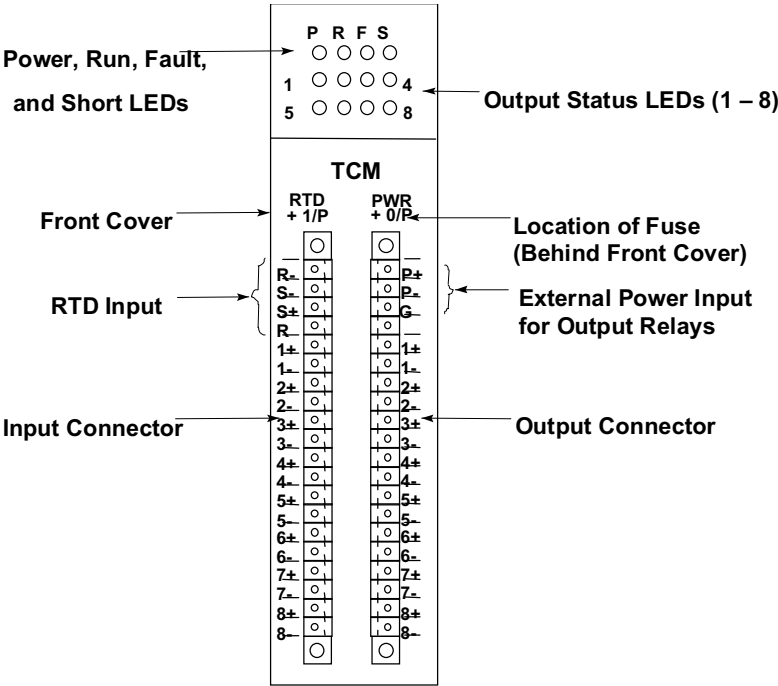 P R F S
Power, Run, Fault,
and Short LEDs
1 4
5 8
Output Status LEDs (1 – 8)
TCM
RTD PWR
+ 1/P + 0/P
Front Cover
Location of Fuse
(Behind Front Cover)
R- P+
S- P-
S+ G
R
RTD Input
External Power Input
for Output Relays
1+ 1+
1- 1-
2+ 2+
2- 2-
3+ 3+
Input Connector
Output Connector
3- 3-
4+ 4+
4- 4-
5+ 5+
5- 5-
6+ 6+
6- 6-
7+ 7+
7- 7-
8+ 8+
8- 8-